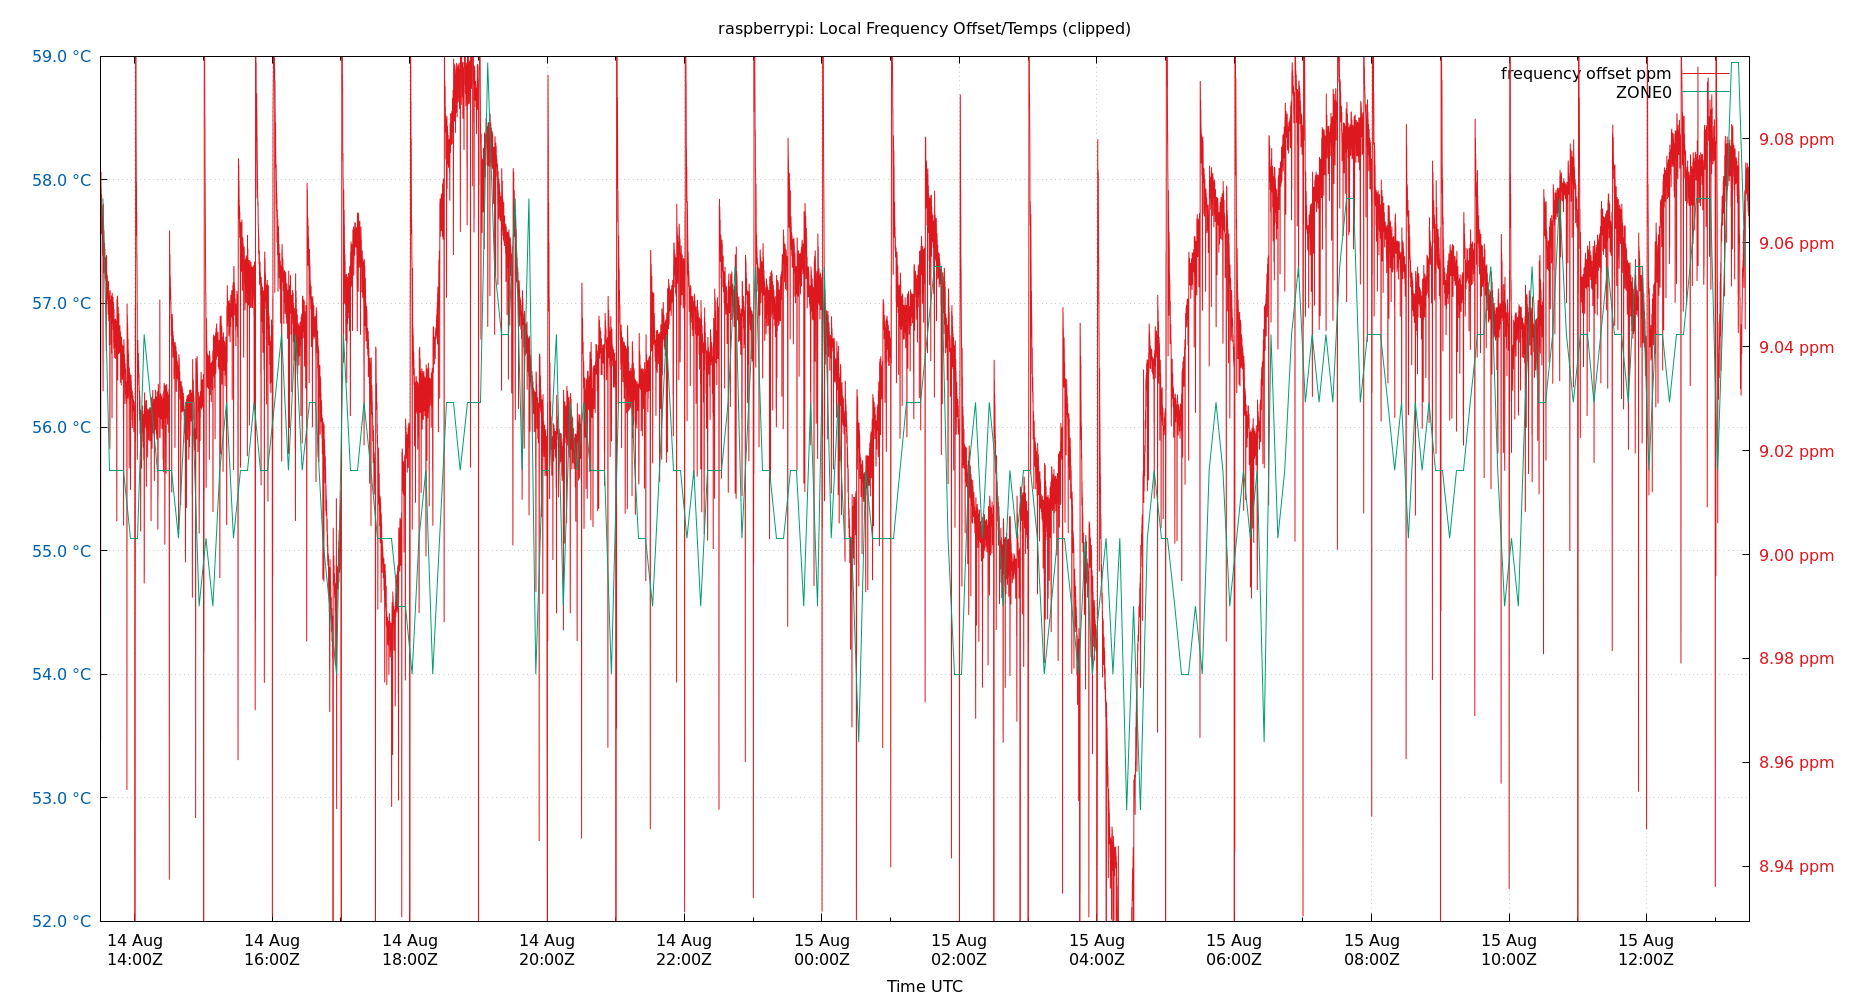 raspberrypi: Local Frequency Offset/Temps (clipped)
59.0 °C
58.0 °C
57.0 °C
56.0 °C
55.0 °C
54.0 °C
53.0 °C
52.0 °C
frequency offset ppm
ZONE0
9.08 ppm
9.06 ppm
9.04 ppm
9.02 ppm
9.00 ppm
8.98 ppm
8.96 ppm
8.94 ppm
14 Aug 14 Aug 14 Aug 14 Aug 14 Aug 15 Aug 15 Aug 15 Aug 15 Aug 15 Aug 15 Aug 15 Aug
14:00Z 16:00Z 18:00Z 20:00Z 22:00Z 00:00Z 02:00Z 04:00Z 06:00Z 08:00Z 10:00Z 12:00Z
Time UTC